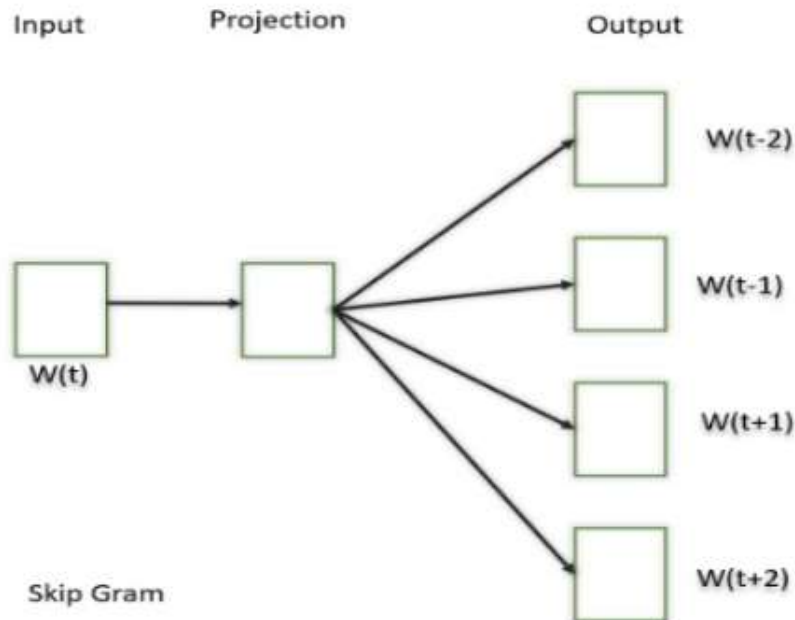 Input
Projection
Output
W(t-2)
W(t-1)
W(t)
W(t+1)
W(t+2)
Skip Gram